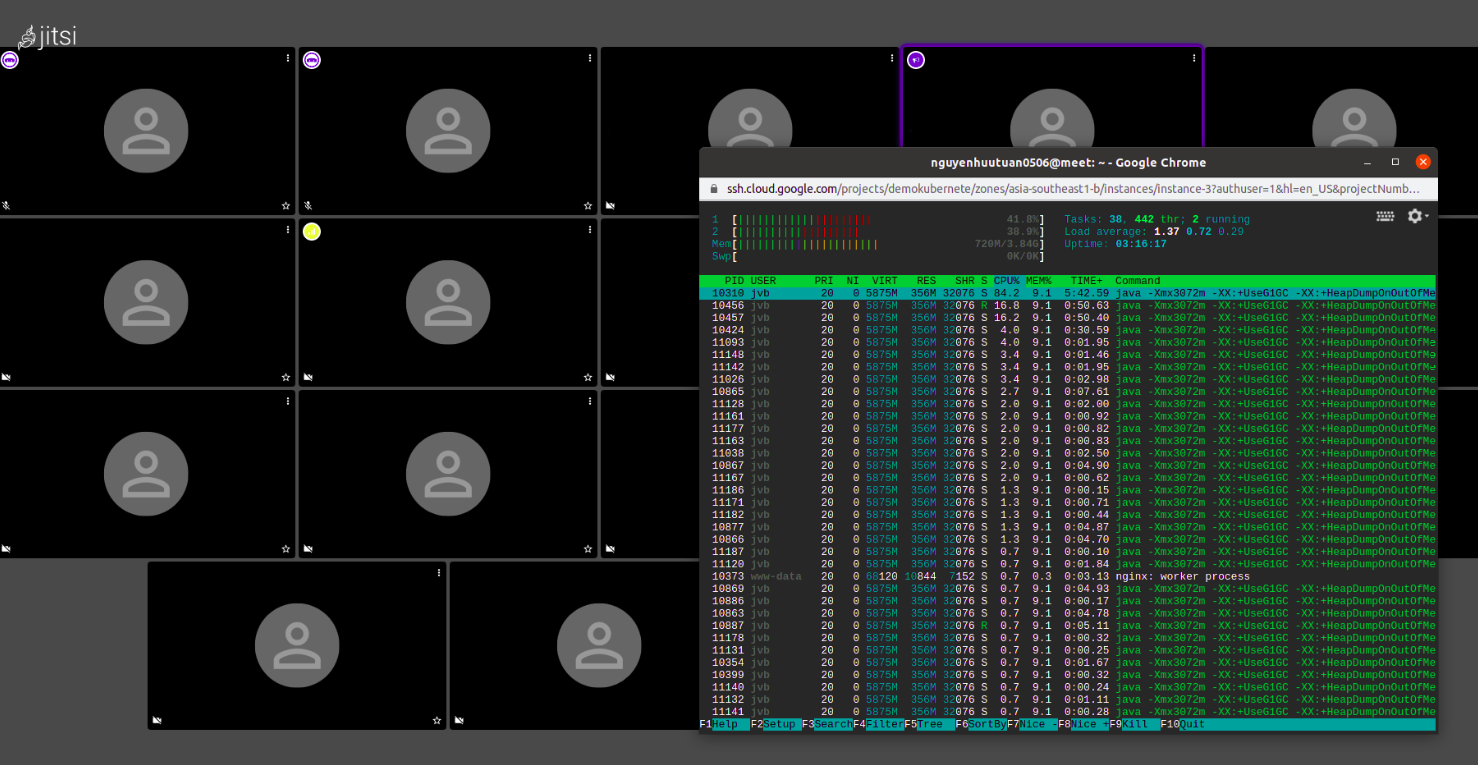 jitsi
nguyenhuutuan0506@meet: ~ - Google Chrome
ssh.cloud.google.com/projects/demokubernete/zones/asia-southeast1-b/instances/instance-3?authuser=1&hl=en_US&projectNumb...
1 [||||||||||||||||||||| 41.8%] Tasks: 38, 442 thr; 2 running
2 [||||||||||||||||||| 38.9%] Load average: 1.37 0.72 0.29
Mem[|||||||||||||||||||||| 720M/3.84G] Uptime: 03:16:17
Swp[ 0K/0K]
PID USER PRI NI VIRT RES SHR S CPU% MEM% TIME+ Command
10310 jvb 20 0 5875M 356M 32076 S 84.2 9.1 5:42.59 java -Xmx3072m -XX:+UseG1GC -XX:+HeapDumpOnOutOfMe
10456 jvb 20 0 5875M 356M 32076 R 16.8 9.1 0:50.63 java -Xmx3072m -XX:+UseG1GC -XX:+HeapDumpOnOutOfMe
10457 jvb 20 0 5875M 356M 32076 S 16.2 9.1 0:50.40 java -Xmx3072m -XX:+UseG1GC -XX:+HeapDumpOnOutOfMe
10424 jvb 20 0 5875M 356M 32076 S 4.0 9.1 0:30.59 java -Xmx3072m -XX:+UseG1GC -XX:+HeapDumpOnOutOfMe
11093 jvb 20 0 5875M 356M 32076 S 4.0 9.1 0:01.95 java -Xmx3072m -XX:+UseG1GC -XX:+HeapDumpOnOutOfMe
11148 jvb 20 0 5875M 356M 32076 S 3.4 9.1 0:01.46 java -Xmx3072m -XX:+UseG1GC -XX:+HeapDumpOnOutOfMe
11142 jvb 20 0 5875M 356M 32076 S 3.4 9.1 0:01.95 java -Xmx3072m -XX:+UseG1GC -XX:+HeapDumpOnOutOfMe
11026 jvb 20 0 5875M 356M 32076 S 3.4 9.1 0:02.98 java -Xmx3072m -XX:+UseG1GC -XX:+HeapDumpOnOutOfMe
10865 jvb 20 0 5875M 356M 32076 S 2.7 9.1 0:07.61 java -Xmx3072m -XX:+UseG1GC -XX:+HeapDumpOnOutOfMe
11128 jvb 20 0 5875M 356M 32076 S 2.0 9.1 0:02.00 java -Xmx3072m -XX:+UseG1GC -XX:+HeapDumpOnOutOfMe
11161 jvb 20 0 5875M 356M 32076 S 2.0 9.1 0:00.92 java -Xmx3072m -XX:+UseG1GC -XX:+HeapDumpOnOutOfMe
11177 jvb 20 0 5875M 356M 32076 S 2.0 9.1 0:00.82 java -Xmx3072m -XX:+UseG1GC -XX:+HeapDumpOnOutOfMe
11163 jvb 20 0 5875M 356M 32076 S 2.0 9.1 0:00.83 java -Xmx3072m -XX:+UseG1GC -XX:+HeapDumpOnOutOfMe
11038 jvb 20 0 5875M 356M 32076 S 2.0 9.1 0:02.50 java -Xmx3072m -XX:+UseG1GC -XX:+HeapDumpOnOutOfMe
10867 jvb 20 0 5875M 356M 32076 S 2.0 9.1 0:04.90 java -Xmx3072m -XX:+UseG1GC -XX:+HeapDumpOnOutOfMe
11167 jvb 20 0 5875M 356M 32076 S 2.0 9.1 0:00.62 java -Xmx3072m -XX:+UseG1GC -XX:+HeapDumpOnOutOfMe
11186 jvb 20 0 5875M 356M 32076 S 1.3 9.1 0:00.15 java -Xmx3072m -XX:+UseG1GC -XX:+HeapDumpOnOutOfMe
11171 jvb 20 0 5875M 356M 32076 S 1.3 9.1 0:00.71 java -Xmx3072m -XX:+UseG1GC -XX:+HeapDumpOnOutOfMe
11182 jvb 20 0 5875M 356M 32076 S 1.3 9.1 0:00.44 java -Xmx3072m -XX:+UseG1GC -XX:+HeapDumpOnOutOfMe
10877 jvb 20 0 5875M 356M 32076 S 1.3 9.1 0:04.87 java -Xmx3072m -XX:+UseG1GC -XX:+HeapDumpOnOutOfMe
10866 jvb 20 0 5875M 356M 32076 S 1.3 9.1 0:04.70 java -Xmx3072m -XX:+UseG1GC -XX:+HeapDumpOnOutOfMe
11187 jvb 20 0 5875M 356M 32076 S 0.7 9.1 0:00.10 java -Xmx3072m -XX:+UseG1GC -XX:+HeapDumpOnOutOfMe
11120 jvb 20 0 5875M 356M 32076 S 0.7 9.1 0:01.84 java -Xmx3072m -XX:+UseG1GC -XX:+HeapDumpOnOutOfMe
10373 www-data 20 0 68120 10844 7152 S 0.7 0.3 0:03.13 nginx: worker process
10869 jvb 20 0 5875M 356M 32076 S 0.7 9.1 0:04.93 java -Xmx3072m -XX:+UseG1GC -XX:+HeapDumpOnOutOfMe
10886 jvb 20 0 5875M 356M 32076 S 0.7 9.1 0:00.17 java -Xmx3072m -XX:+UseG1GC -XX:+HeapDumpOnOutOfMe
10863 jvb 20 0 5875M 356M 32076 S 0.7 9.1 0:04.78 java -Xmx3072m -XX:+UseG1GC -XX:+HeapDumpOnOutOfMe
10887 jvb 20 0 5875M 356M 32076 R 0.7 9.1 0:05.11 java -Xmx3072m -XX:+UseG1GC -XX:+HeapDumpOnOutOfMe
11178 jvb 20 0 5875M 356M 32076 S 0.7 9.1 0:00.32 java -Xmx3072m -XX:+UseG1GC -XX:+HeapDumpOnOutOfMe
11131 jvb 20 0 5875M 356M 32076 S 0.7 9.1 0:00.25 java -Xmx3072m -XX:+UseG1GC -XX:+HeapDumpOnOutOfMe
10354 jvb 20 0 5875M 356M 32076 S 0.7 9.1 0:01.67 java -Xmx3072m -XX:+UseG1GC -XX:+HeapDumpOnOutOfMe
10399 jvb 20 0 5875M 356M 32076 S 0.7 9.1 0:00.32 java -Xmx3072m -XX:+UseG1GC -XX:+HeapDumpOnOutOfMe
11140 jvb 20 0 5875M 356M 32076 S 0.7 9.1 0:00.24 java -Xmx3072m -XX:+UseG1GC -XX:+HeapDumpOnOutOfMe
11132 jvb 20 0 5875M 356M 32076 S 0.7 9.1 0:01.11 java -Xmx3072m -XX:+UseG1GC -XX:+HeapDumpOnOutOfMe
11141 jvb 20 0 5875M 356M 32076 S 0.7 9.1 0:00.28 java -Xmx3072m -XX:+UseG1GC -XX:+HeapDumpOnOutOfMe
F1Help F2Setup F3SearchF4FilterF5Tree F6SortByF7Nice -F8Nice +F9Kill F10Quit